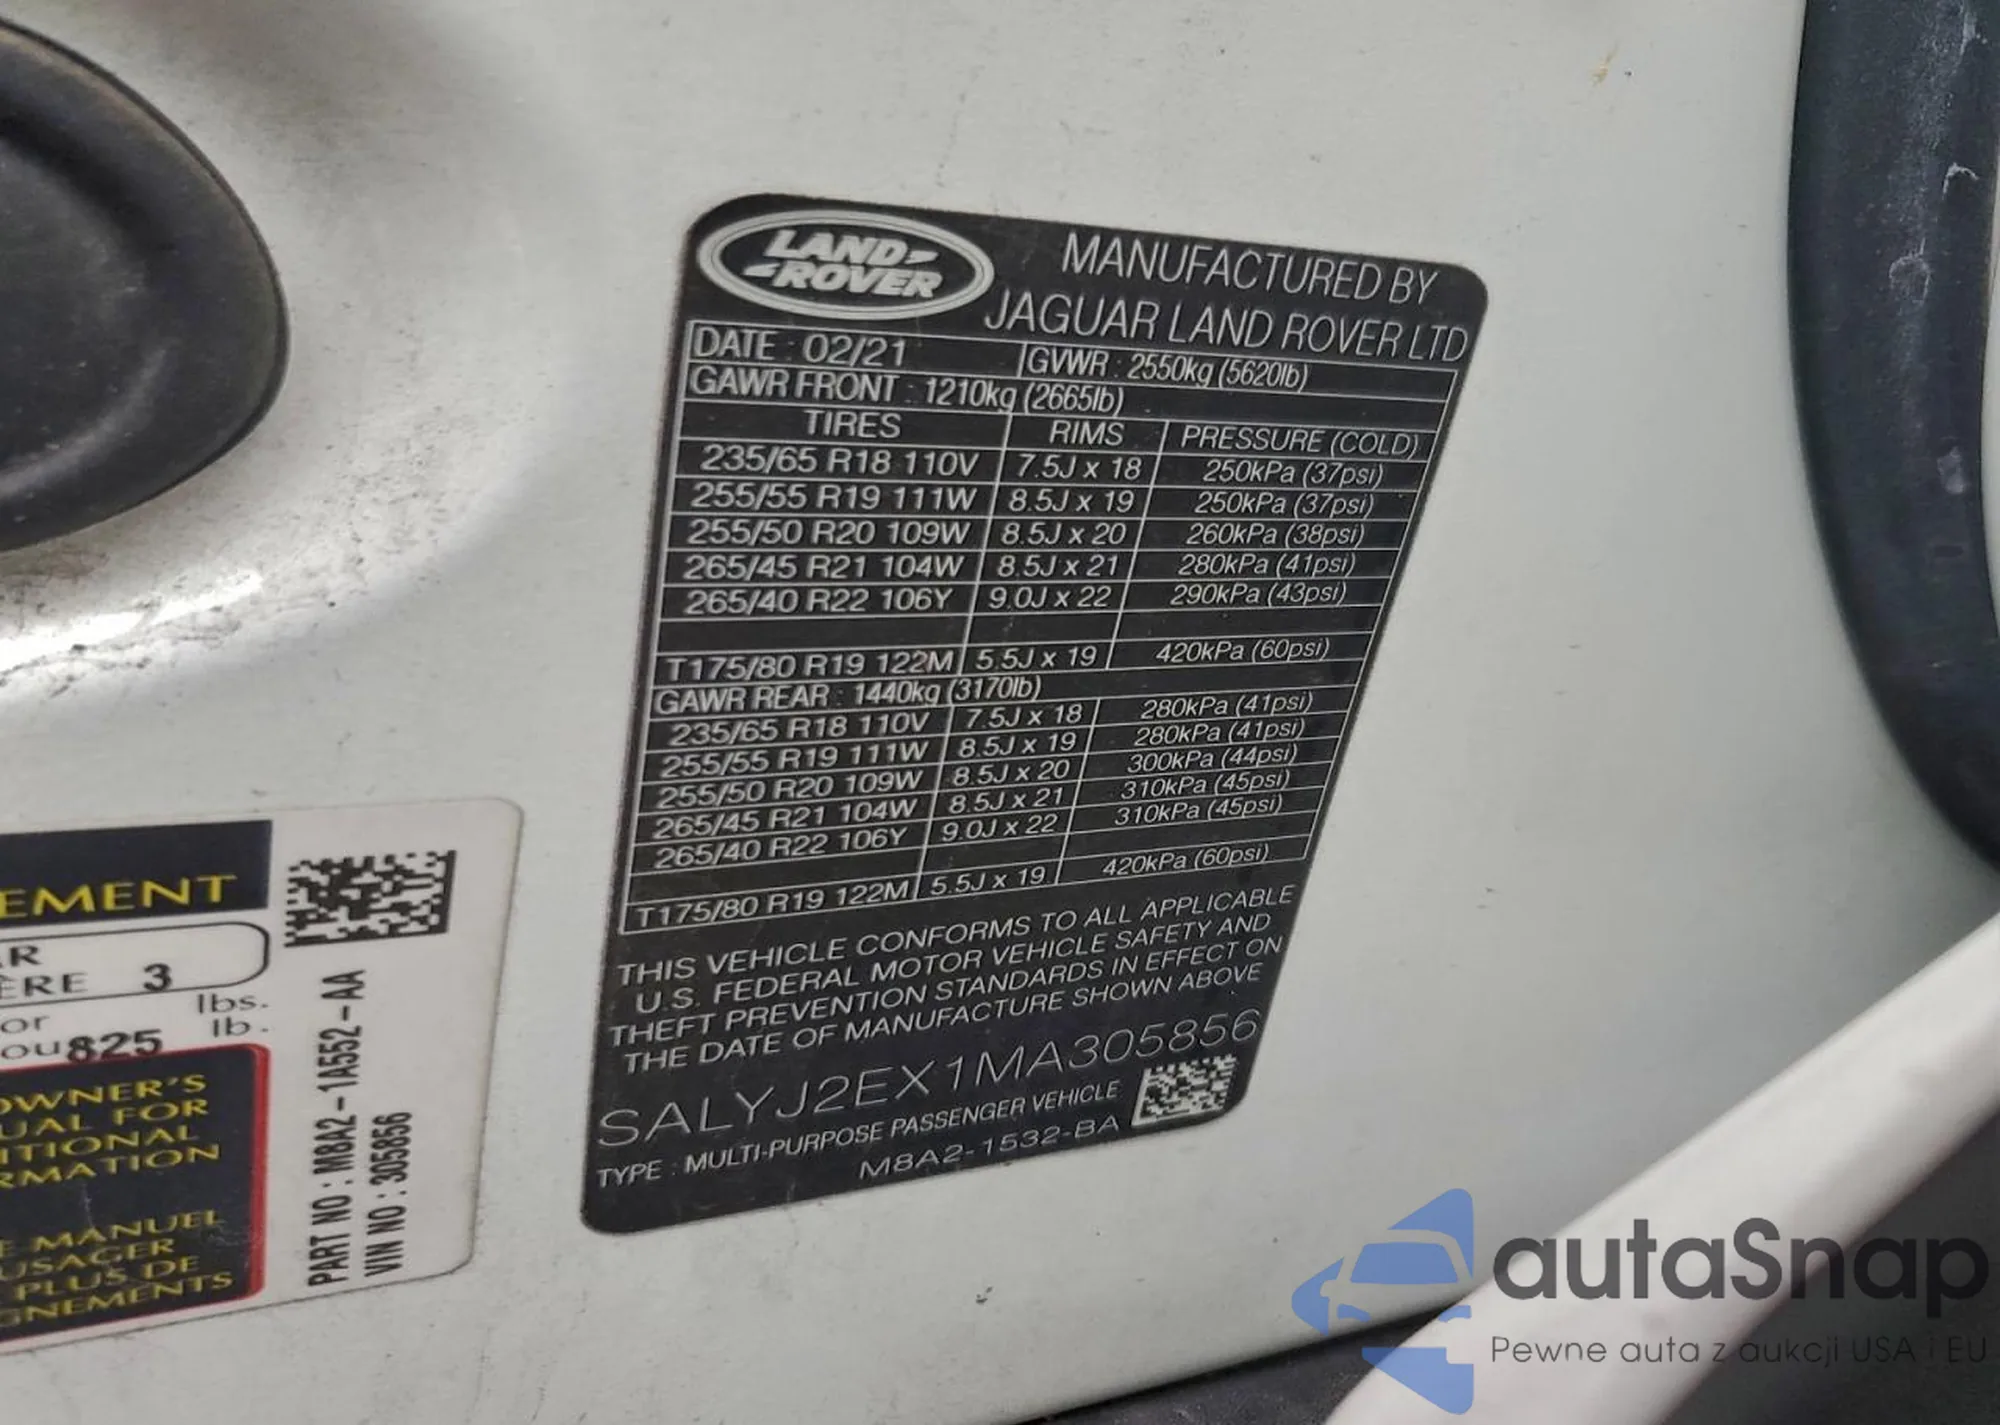 LAND
ROVER
MANUFACTURED BY
JAGUAR LAND ROVER LTD
DATE : 02/21 GVWR : 2550kg (5620lb)
GAWR FRONT : 1210kg (2665lb)
TIRES RIMS PRESSURE (COLD)
235/65 R18 110V 7.5J x 18 250kPa (37psi)
255/55 R19 111W 8.5J x 19 250kPa (37psi)
255/50 R20 109W 8.5J x 20 260kPa (38psi)
265/45 R21 104W 8.5J x 21 280kPa (41psi)
265/40 R22 106Y 9.0J x 22 290kPa (43psi)
T175/80 R19 122M 5.5J x 19 420kPa (60psi)
GAWR REAR : 1440kg (3170lb)
235/65 R18 110V 7.5J x 18 280kPa (41psi)
255/55 R19 111W 8.5J x 19 280kPa (41psi)
255/50 R20 109W 8.5J x 20 300kPa (44psi)
265/45 R21 104W 8.5J x 21 310kPa (45psi)
265/40 R22 106Y 9.0J x 22 310kPa (45psi)
T175/80 R19 122M 5.5J x 19 420kPa (60psi)
THIS VEHICLE CONFORMS TO ALL APPLICABLE
U.S. FEDERAL MOTOR VEHICLE SAFETY AND
THEFT PREVENTION STANDARDS IN EFFECT ON
THE DATE OF MANUFACTURE SHOWN ABOVE
SALYJ2EX1MA305856
TYPE : MULTI-PURPOSE PASSENGER VEHICLE
M8A2-1532-BA
EMENT
AR
ÈRE 3
lbs.
or lb.
ou 825
OWNER'S
UAL FOR
ITIONAL
RMATION
E MANUEL
USAGER
PLUS DE
GNEMENTS
PART NO : M8A2-1A552-AA
VIN NO : 305856
autaSnap
Pewne auta z aukcji USA i EU